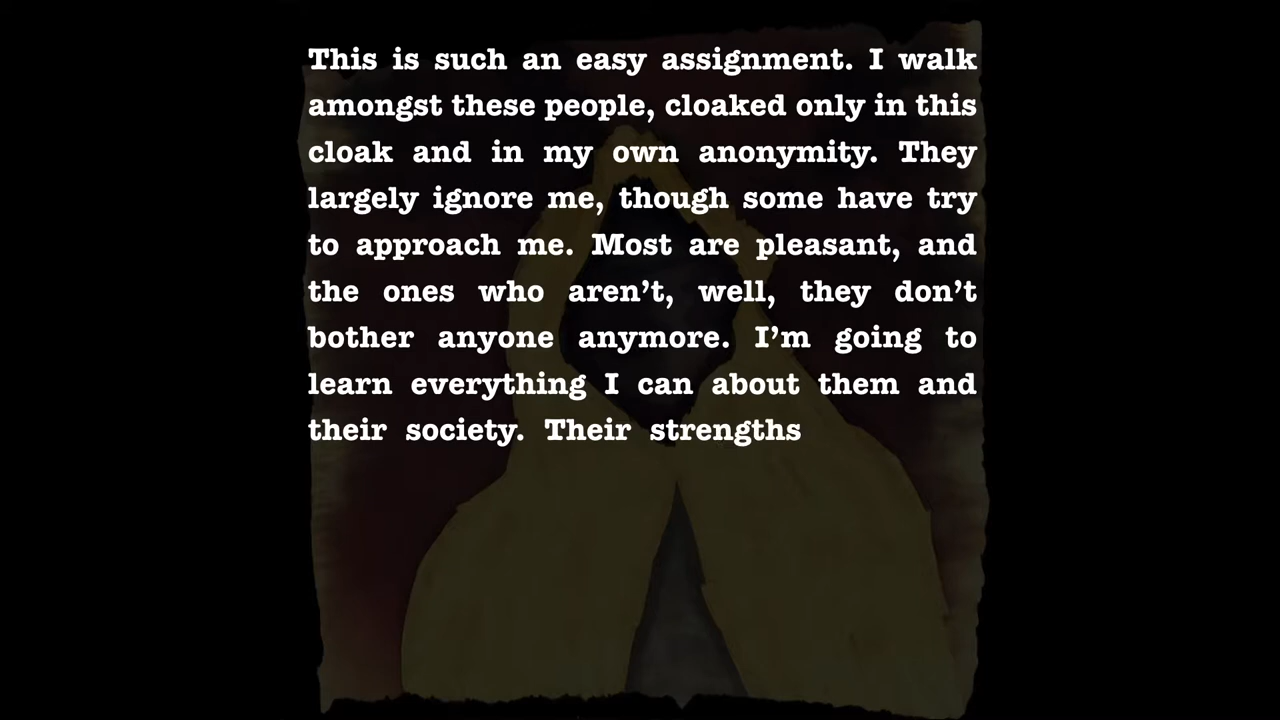 This is such an easy assignment. I walk
amongst these people, cloaked only in this
cloak and in my own anonymity. They
largely ignore me, though some have try
to approach me. Most are pleasant, and
the ones who aren’t, well, they don’t
bother anyone anymore. I’m going to
learn everything I can about them and
their society. Their strengths